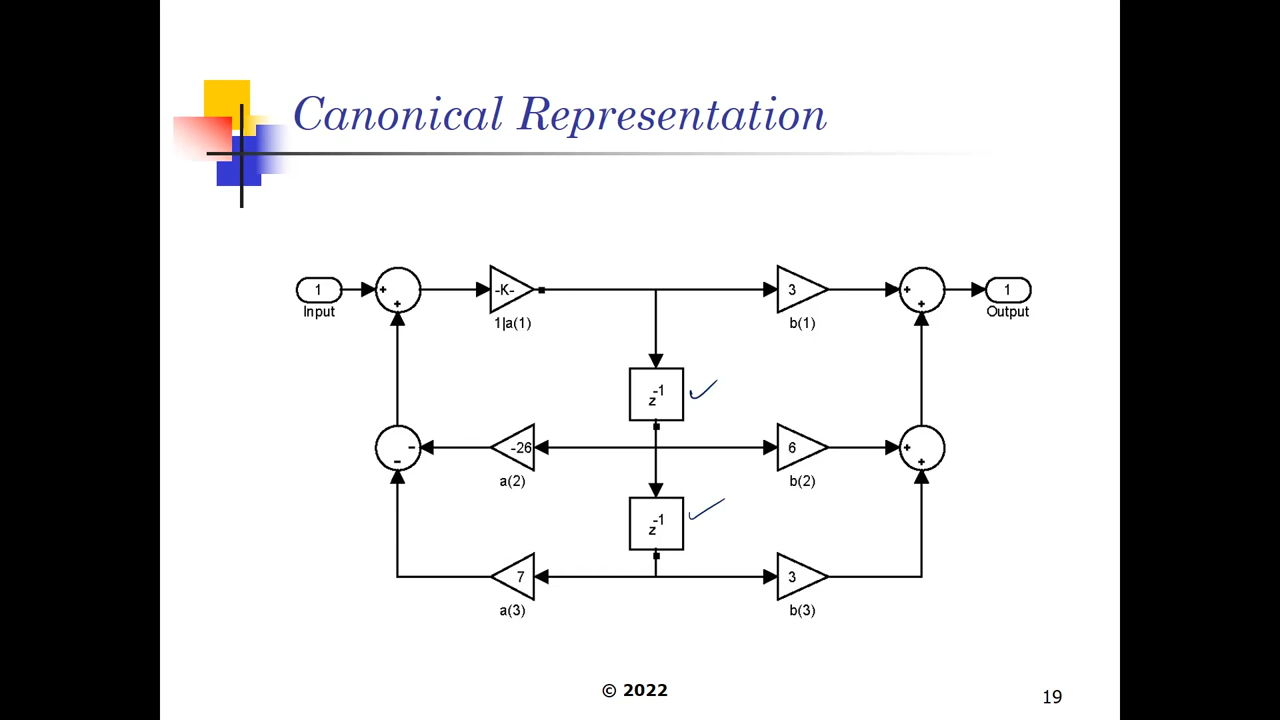 Canonical Representation
1
Input
+
+
-K-
1|a(1)
3
b(1)
+
+
1
Output
z-1
-
-
-26
a(2)
6
b(2)
+
+
z-1
7
a(3)
3
b(3)
© 2022
19